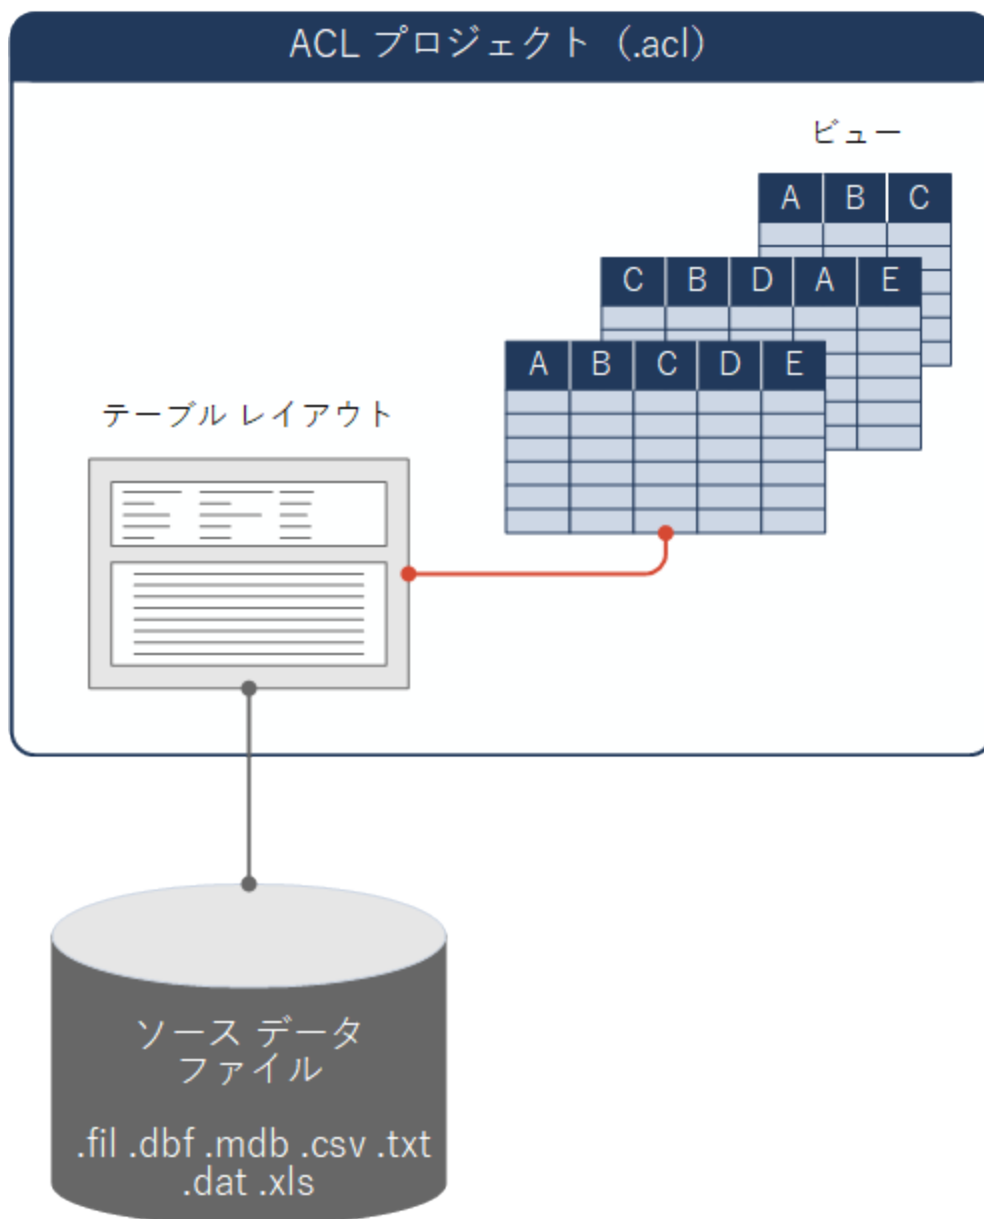 ACL プロジェクト（.acl）
ビュー
A B C
C B D A E
A B C D E
テーブル レイアウト
ソース データ
ファイル
.fil .dbf .mdb .csv .txt
.dat .xls